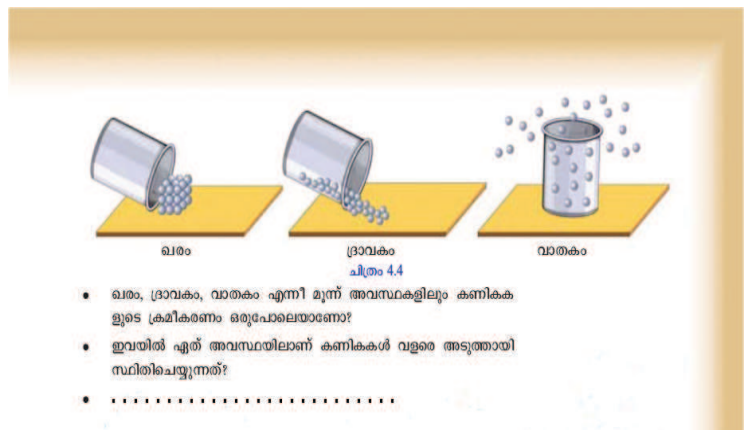 ഖരം ദ്രാവകം വാതകം
ചിത്രം 4.4
• ഖരം, ദ്രാവകം, വാതകം എന്നീ മൂന്ന് അവസ്ഥകളിലും കണികക
ളുടെ ക്രമീകരണം ഒരുപോലെയാണോ?
• ഇവയിൽ ഏത് അവസ്ഥയിലാണ് കണികകൾ വളരെ അടുത്തായി
സ്ഥിതിചെയ്യുന്നത്?
• . . . . . . . . . . . . . . . . . . . . . . . . . .